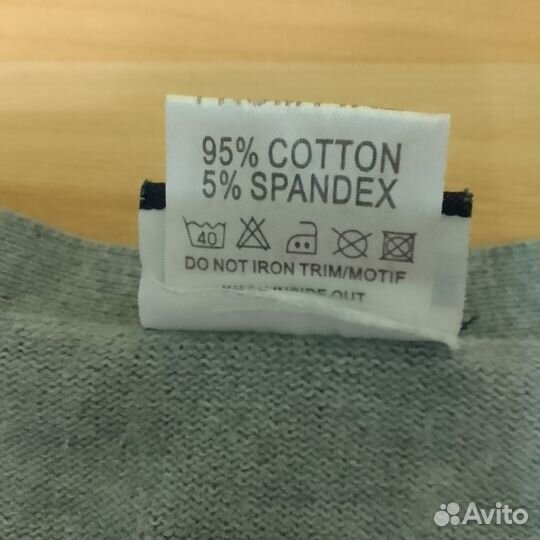 95% COTTON
5% SPANDEX
40
DO NOT IRON TRIM/MOTIF
INSIDE OUT
Avito